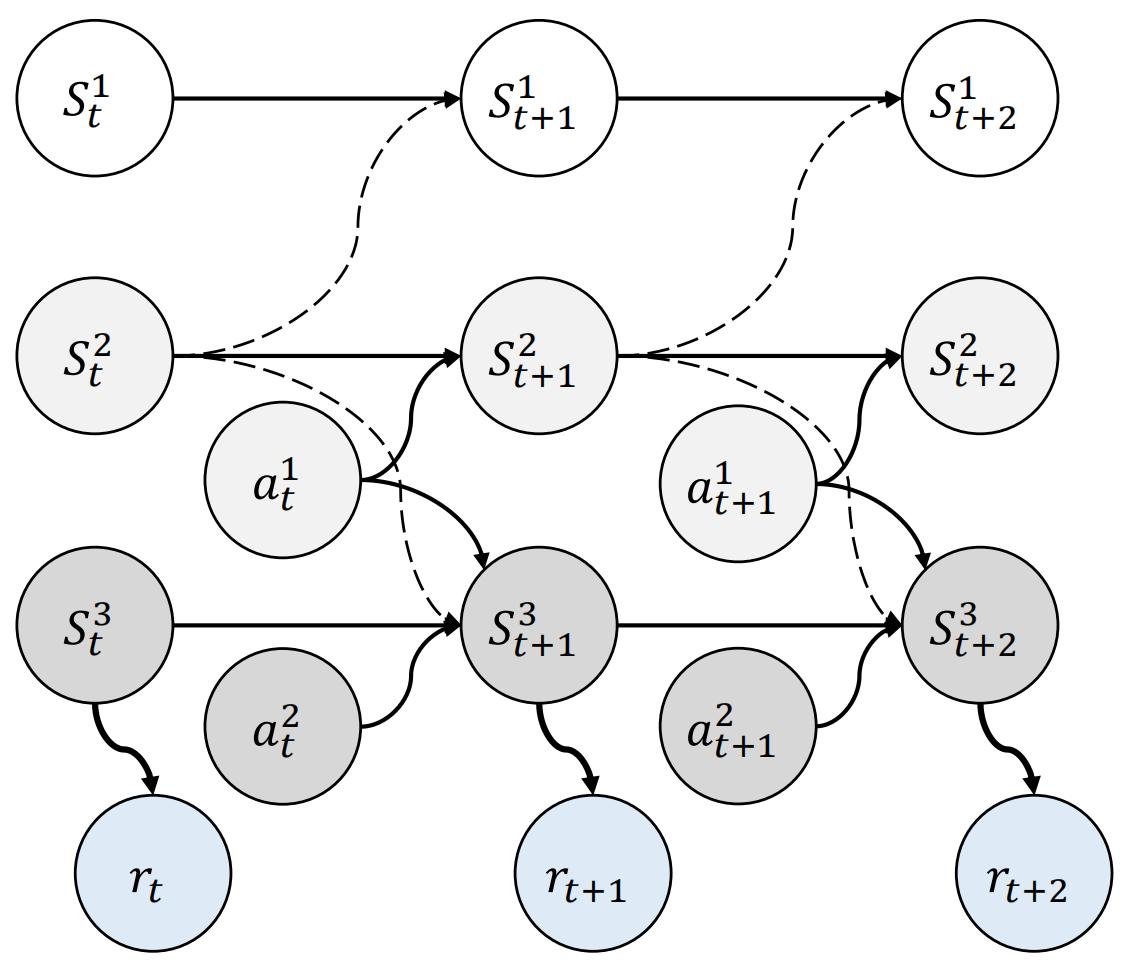 S_t^1 S_{t+1}^1 S_{t+2}^1
S_t^2 S_{t+1}^2 S_{t+2}^2
a_t^1 a_{t+1}^1
S_t^3 S_{t+1}^3 S_{t+2}^3
a_t^2 a_{t+1}^2
r_t r_{t+1} r_{t+2}